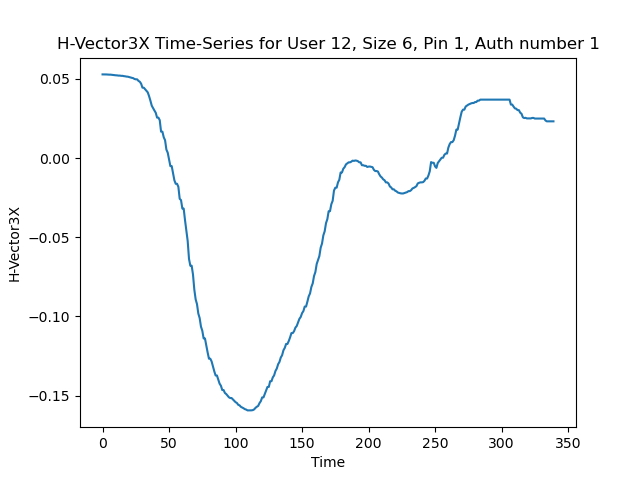 H-Vector3X Time-Series for User 12, Size 6, Pin 1, Auth number 1
0.05
0.00
−0.05
−0.10
−0.15
H-Vector3X
0 50 100 150 200 250 300 350
Time